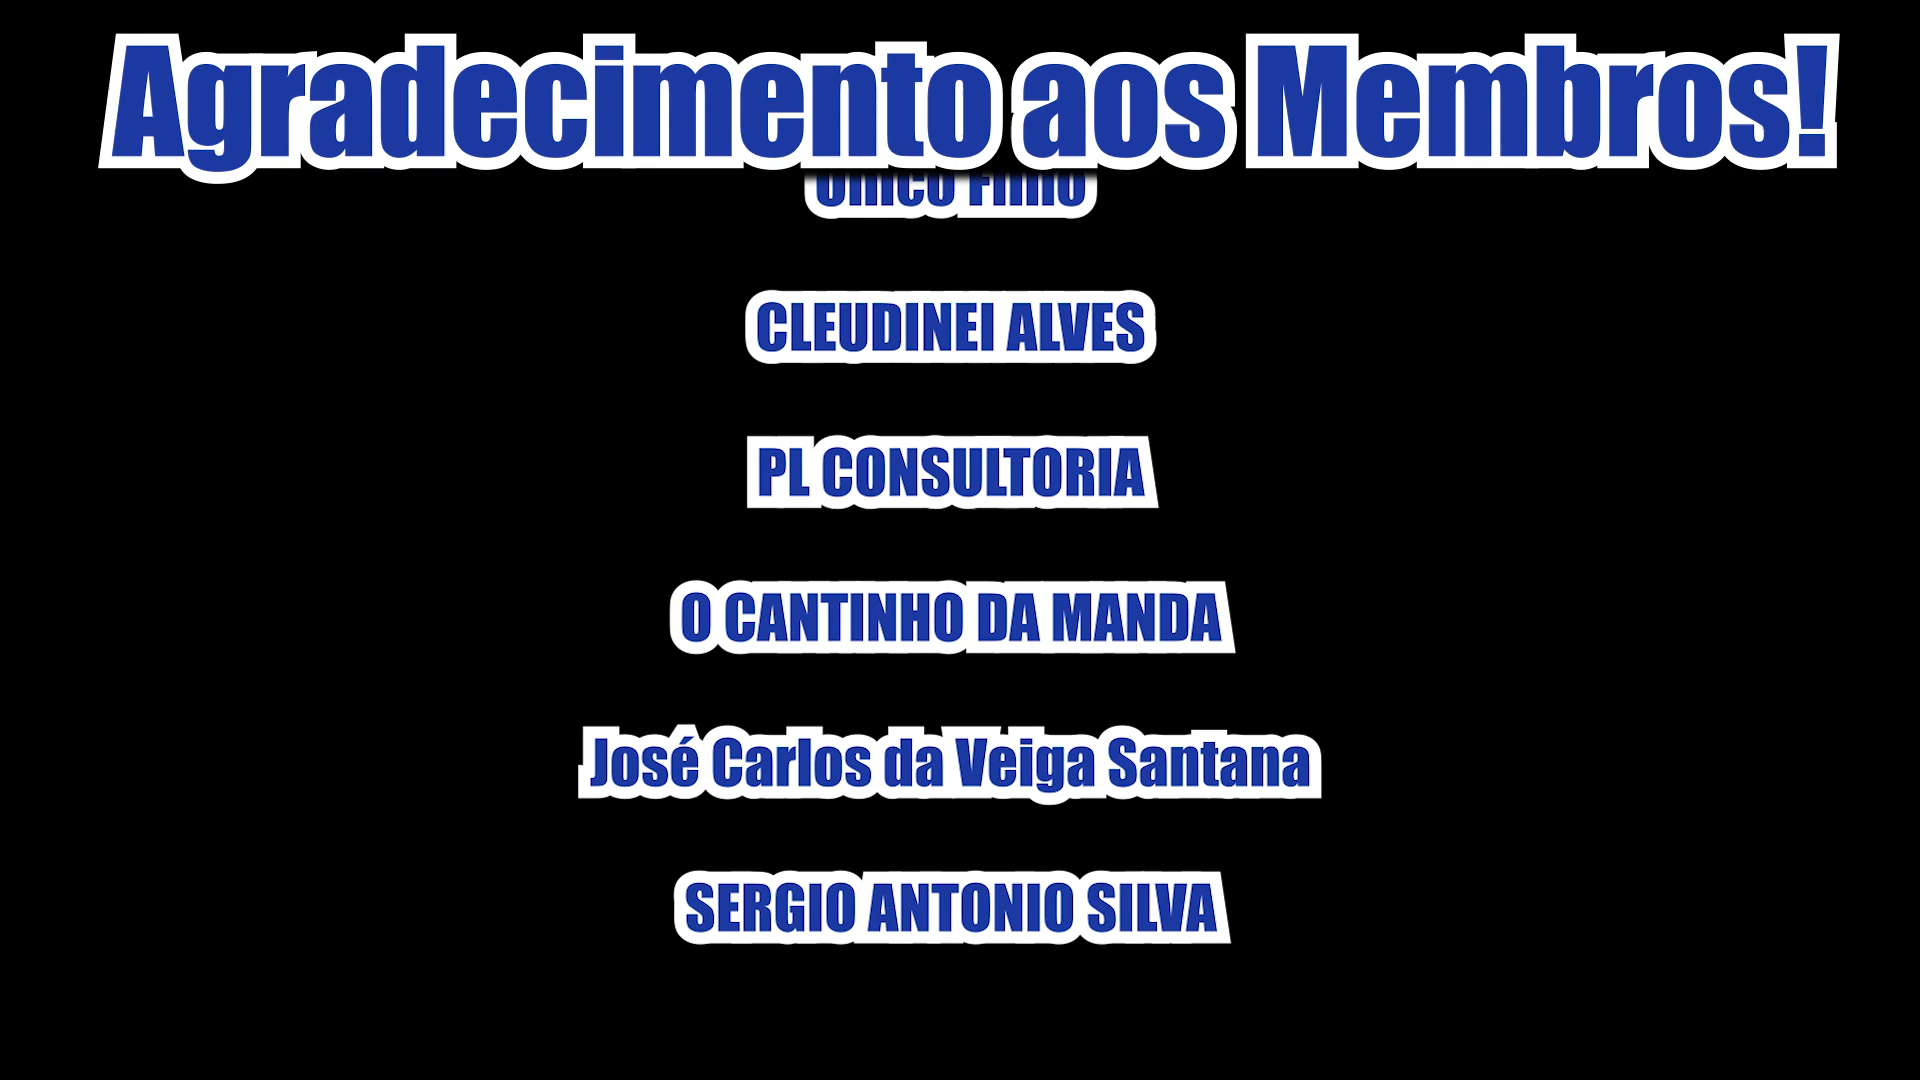 Agradecimento aos Membros!
CLEUDINEI ALVES
PL CONSULTORIA
O CANTINHO DA MANDA
José Carlos da Veiga Santana
SERGIO ANTONIO SILVA